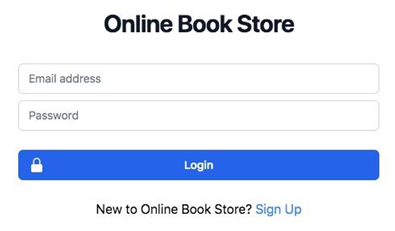 Online Book Store
Email address
Password
Login
New to Online Book Store? Sign Up